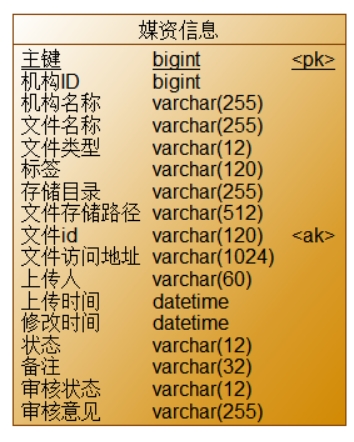 媒资信息
主键 bigint <pk>
机构ID bigint
机构名称 varchar(255)
文件名称 varchar(255)
文件类型 varchar(12)
标签 varchar(120)
存储目录 varchar(255)
文件存储路径 varchar(512)
文件id varchar(120) <ak>
文件访问地址 varchar(1024)
上传人 varchar(60)
上传时间 datetime
修改时间 datetime
状态 varchar(12)
备注 varchar(32)
审核状态 varchar(12)
审核意见 varchar(255)